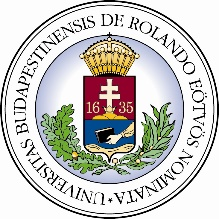 UNIVERSITAS BUDAPESTINENSIS DE ROLANDO EÖTVÖS NOMINATA
16 35